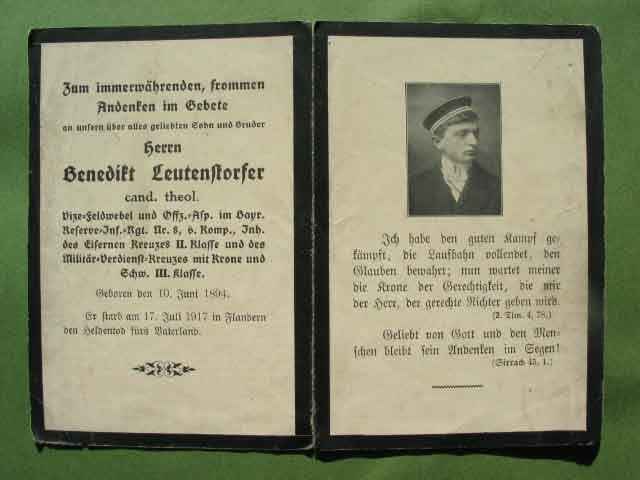 Zum immerwährenden, frommen
Andenken im Gebete
an unsern über alles geliebten Sohn und Bruder
Herrn
Benedikt Leutenstorfer
cand. theol.
Vize-Feldwebel und Offz.-Asp. im Bayr.
Reserve-Inf.-Rgt. Nr. 8, 6. Komp., Inh.
des Eisernen Kreuzes II. Klasse und des
Militär-Verdienst-Kreuzes mit Krone und
Schw. III. Klasse.
Geboren den 10. Juni 1894.
Er starb am 17. Juli 1917 in Flandern
den Heldentod fürs Vaterland.
Ich habe den guten Kampf ge-
kämpft, die Laufbahn vollendet, den
Glauben bewahrt; nun wartet meiner
die Krone der Gerechtigkeit, die mir
der Herr, der gerechte Richter geben wird.
(2. Tim. 4, 78.)
Geliebt von Gott und den Men-
schen bleibt sein Andenken im Segen!
(Sirrach 45, 1.)